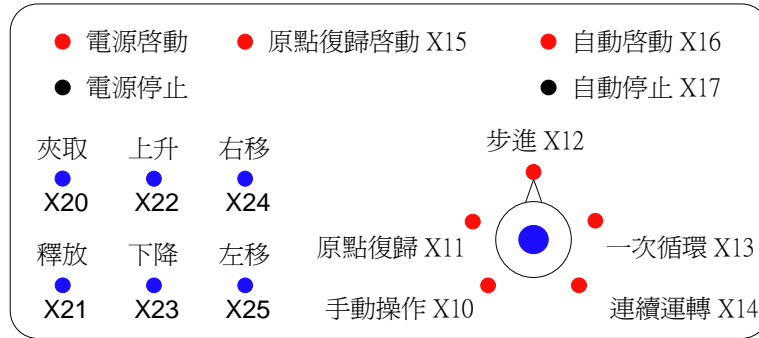 電源啓動 原點復歸啓動 X15 自動啓動 X16
電源停止 自動停止 X17
步進 X12
夾取 上升 右移
X20 X22 X24
原點復歸 X11 一次循環 X13
釋放 下降 左移
X21 X23 X25
手動操作 X10 連續運轉 X14